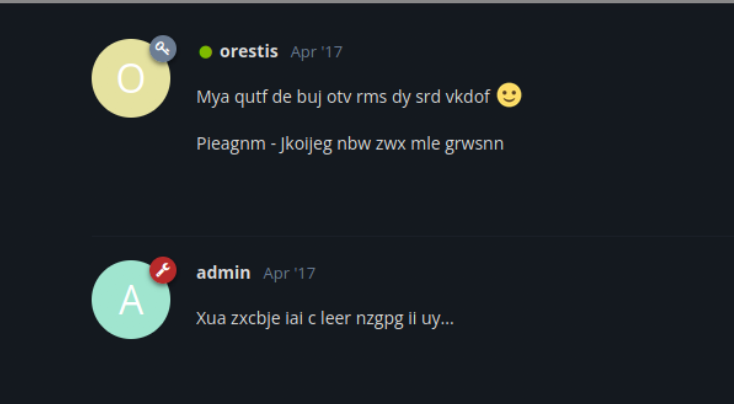 O
orestis Apr '17
Mya qutf de buj otv rms dy srd vkdof 🙂
Pieagnm - Jkoijeg nbw zwx mle grwsnn
A
admin Apr '17
Xua zxcbje iai c leer nzgpg ii uy...